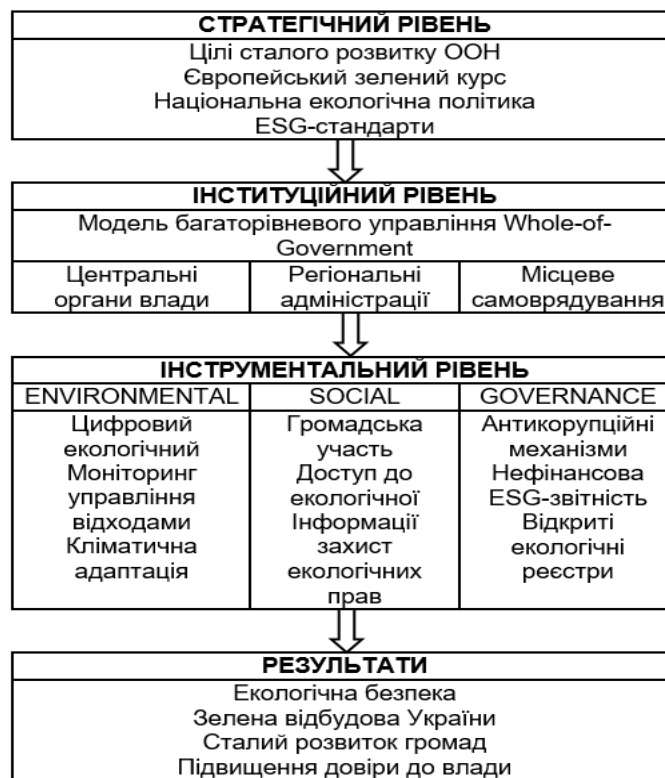 СТРАТЕГІЧНИЙ РІВЕНЬ
Цілі сталого розвитку ООН
Європейський зелений курс
Національна екологічна політика
ESG-стандарти
ІНСТИТУЦІЙНИЙ РІВЕНЬ
Модель багаторівневого управління Whole-of-
Government
Центральні
органи влади
Регіональні
адміністрації
Місцеве
самоврядування
ІНСТРУМЕНТАЛЬНИЙ РІВЕНЬ
ENVIRONMENTAL
Цифровий
екологічний
Моніторинг
управління
відходами
Кліматична
адаптація
SOCIAL
Громадська
участь
Доступ до
екологічної
Інформації
захист
екологічних
прав
GOVERNANCE
Антикорупційні
механізми
Нефінансова
ESG-звітність
Відкриті
екологічні
реєстри
РЕЗУЛЬТАТИ
Екологічна безпека
Зелена відбудова України
Сталий розвиток громад
Підвищення довіри до влади